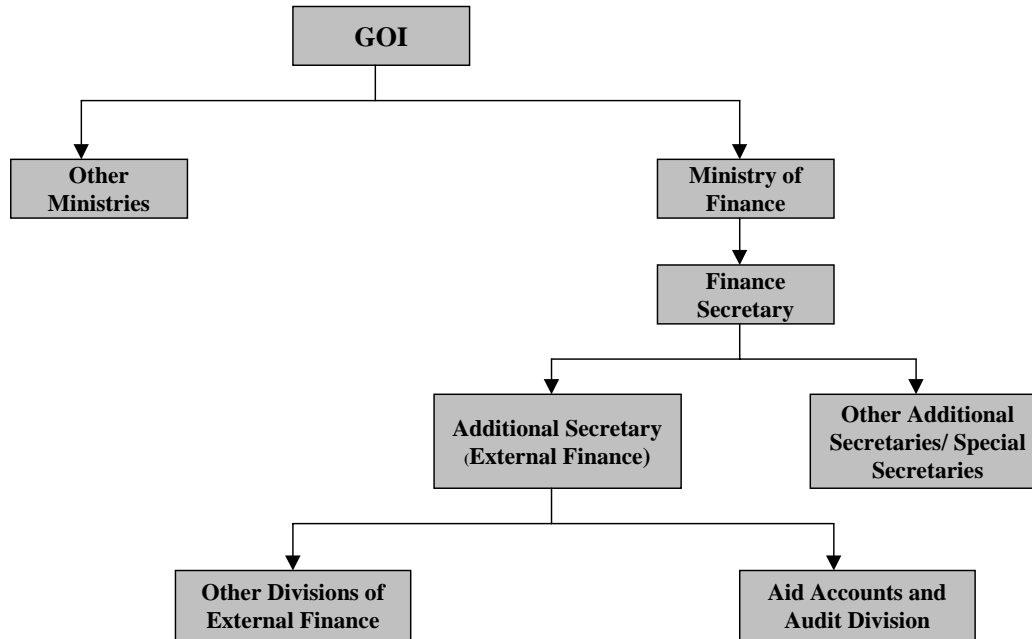 GOI
Other
Ministries
Ministry of
Finance
Finance
Secretary
Additional Secretary
(External Finance)
Other Additional
Secretaries/ Special
Secretaries
Other Divisions of
External Finance
Aid Accounts and
Audit Division